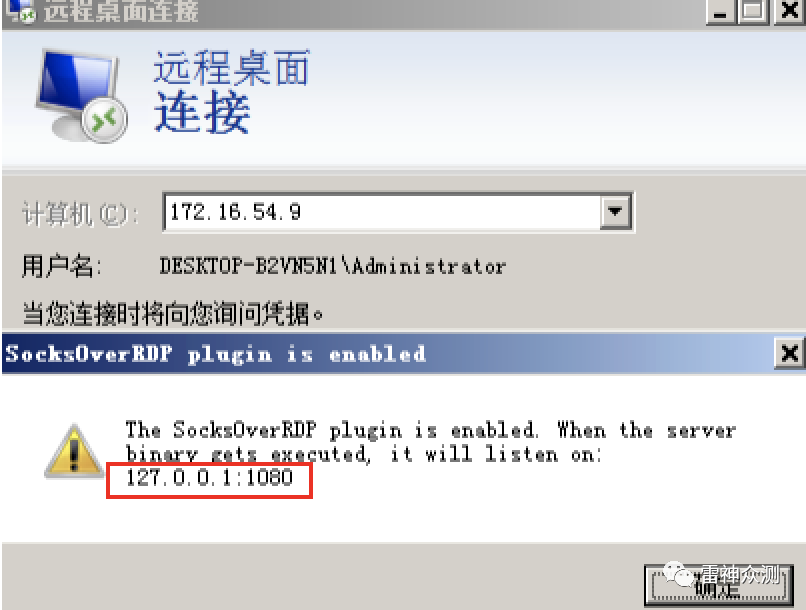 远程桌面连接
远程桌面
连接
计算机(C):
172.16.54.9
用户名:
DESKTOP-B2VN5N1\Administrator
当您连接时将向您询问凭据。
SocksOverRDP plugin is enabled
The SocksOverRDP plugin is enabled. When the server
binary gets executed, it will listen on:
127.0.0.1:1080
确定
雷神众测